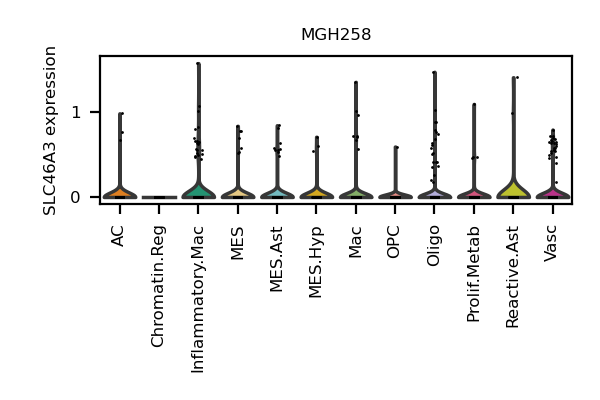 MGH258
SLC46A3 expression
1
0
AC
Chromatin.Reg
Inflammatory.Mac
MES
MES.Ast
MES.Hyp
Mac
OPC
Oligo
Prolif.Metab
Reactive.Ast
Vasc